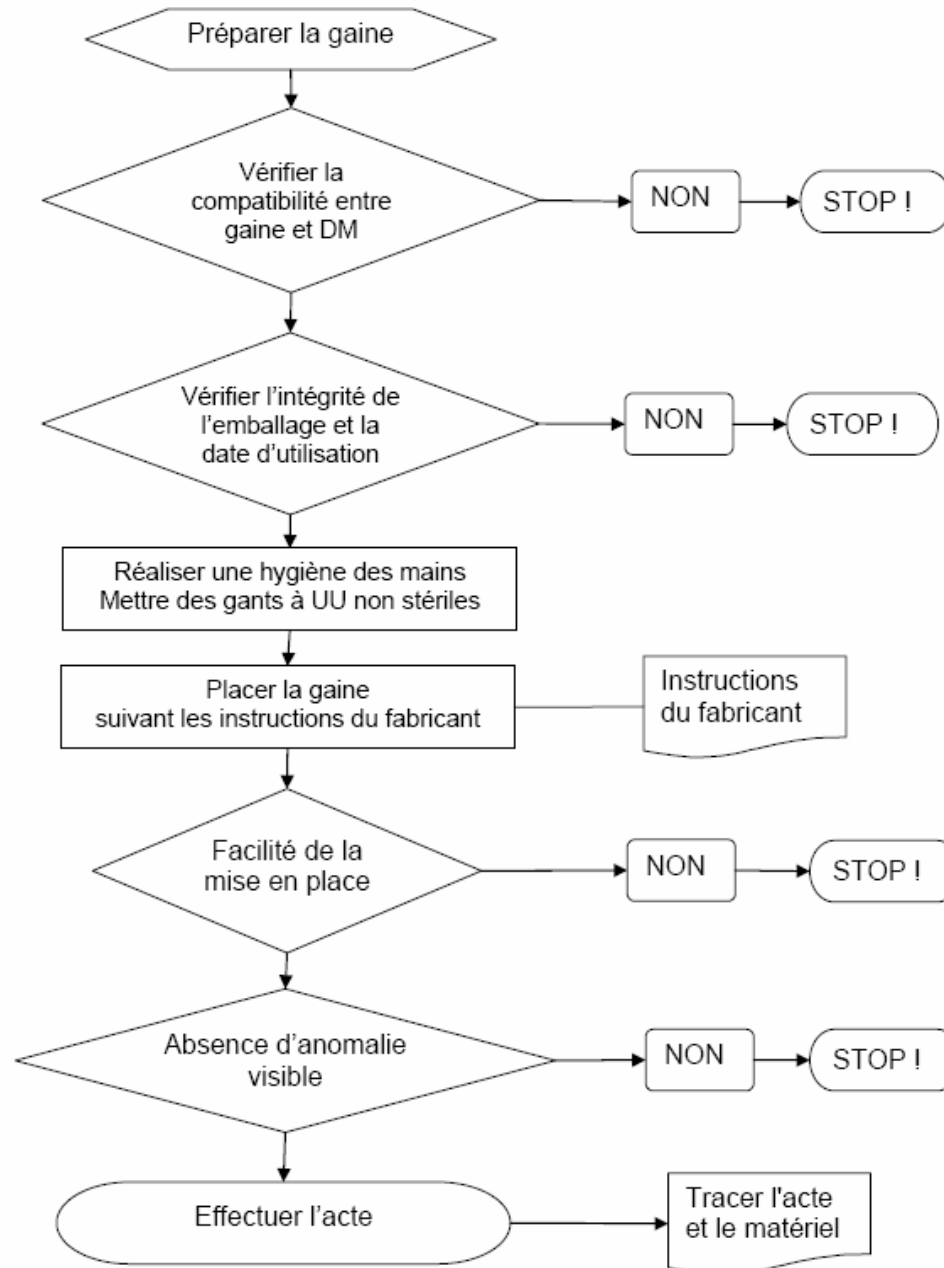 Préparer la gaine
Vérifier la
compatibilité entre
gaine et DM
NON
STOP !
Vérifier l'intégrité de
l'emballage et la
date d'utilisation
NON
STOP !
Réaliser une hygiène des mains
Mettre des gants à UU non stériles
Placer la gaine
suivant les instructions du fabricant
Instructions
du fabricant
Facilité de la
mise en place
NON
STOP !
Absence d'anomalie
visible
NON
STOP !
Effectuer l'acte
Tracer l'acte
et le matériel